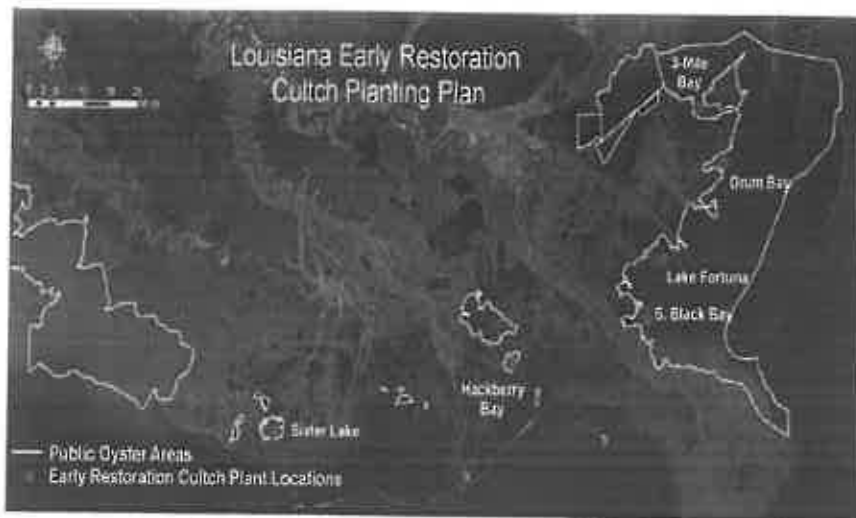 Louisiana Early Restoration
Cultch Planting Plan
3-Mile
Bay
Drum Bay
Lake Fortuna
S. Black Bay
Hackberry
Bay
Sister Lake
Public Oyster Areas
Early Restoration Cultch Plant Locations